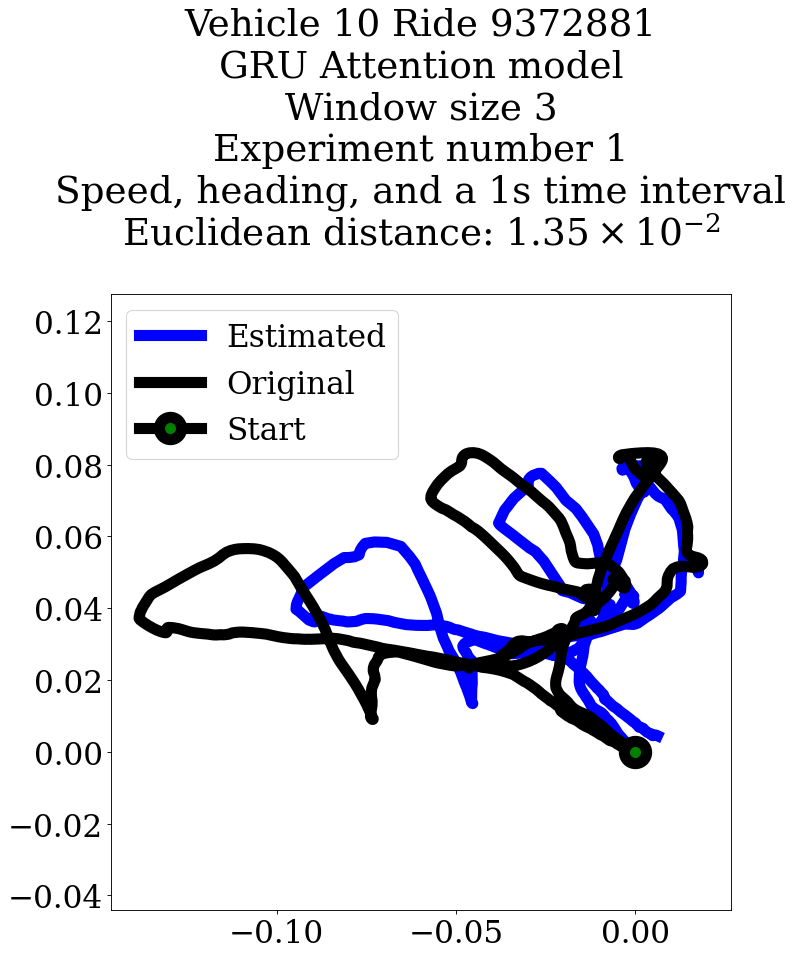 Vehicle 10 Ride 9372881
GRU Attention model
Window size 3
Experiment number 1
Speed, heading, and a 1s time interval
Euclidean distance: 1.35 × 10⁻²
0.12
0.10
0.08
0.06
0.04
0.02
0.00
−0.02
−0.04
Estimated
Original
Start
−0.10
−0.05
0.00